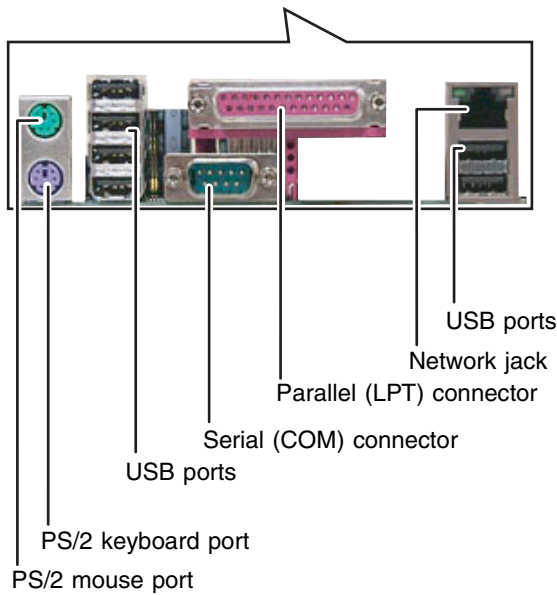 USB ports
Network jack
Parallel (LPT) connector
Serial (COM) connector
USB ports
PS/2 keyboard port
PS/2 mouse port